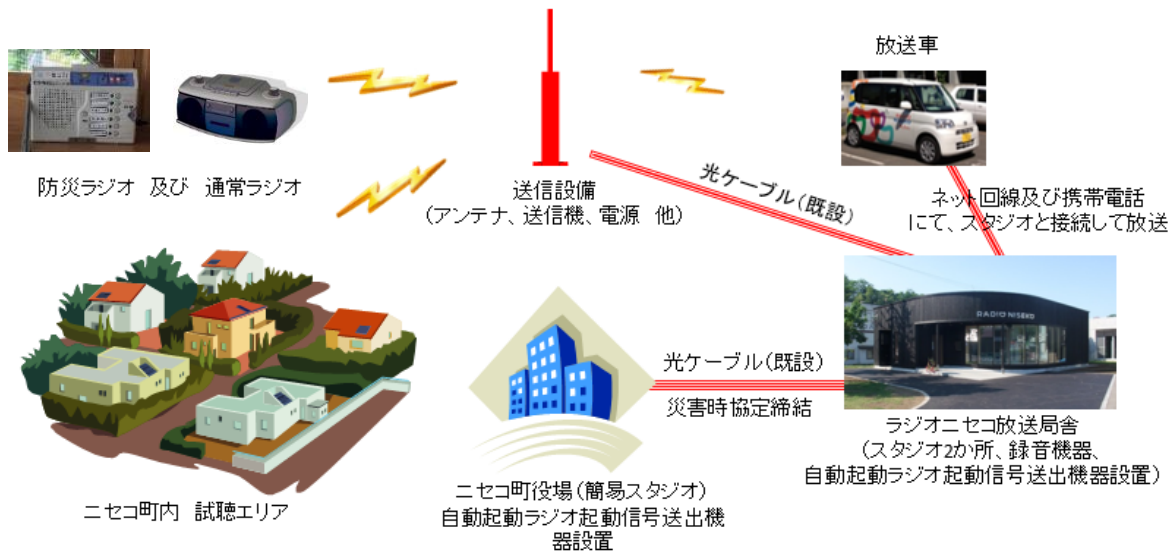 放送車
防災ラジオ 及び 通常ラジオ
送信設備
（アンテナ、送信機、電源 他）
光ケーブル（既設）
ネット回線及び携帯電話
にて、スタジオと接続して放送
RADIO NISEKO
光ケーブル（既設）
災害時協定締結
ラジオニセコ放送局舎
（スタジオ2か所、録音機器、
自動起動ラジオ起動信号送出機器設置）
ニセコ町役場（簡易スタジオ）
自動起動ラジオ起動信号送出機
器設置
ニセコ町内 試聴エリア